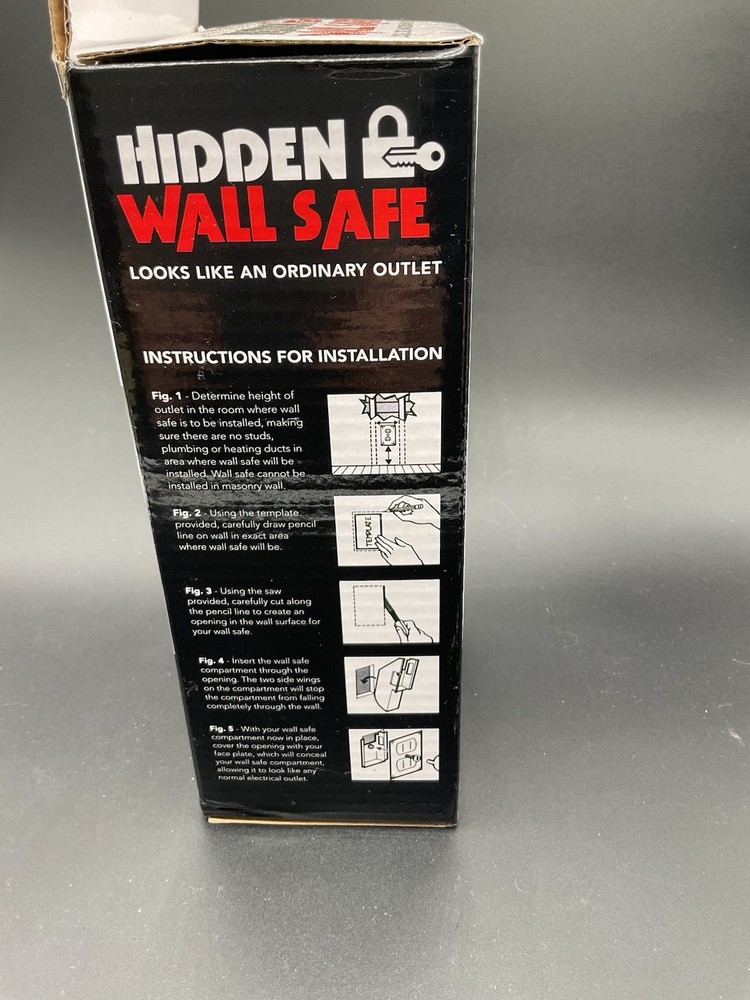 HIDDEN
WALL SAFE
LOOKS LIKE AN ORDINARY OUTLET
INSTRUCTIONS FOR INSTALLATION
Fig. 1 - Determine height of
outlet in the room where wall
safe is to be installed, making
sure there are no studs,
plumbing or heating ducts in
area where wall safe will be
installed. Wall safe cannot be
installed in masonry wall.
Fig. 2 - Using the template
provided, carefully draw pencil
line on wall in exact area
where wall safe will be.
TEMPLATE
Fig. 3 - Using the saw
provided, carefully cut along
the pencil line to create an
opening in the wall surface for
your wall safe.
Fig. 4 - Insert the wall safe
compartment through the
opening. The two side wings
on the compartment will stop
the compartment from falling
completely through the wall.
Fig. 5 - With your wall safe
compartment now in place,
cover the opening with your
face plate, which will conceal
your wall safe compartment,
allowing it to look like any
normal electrical outlet.